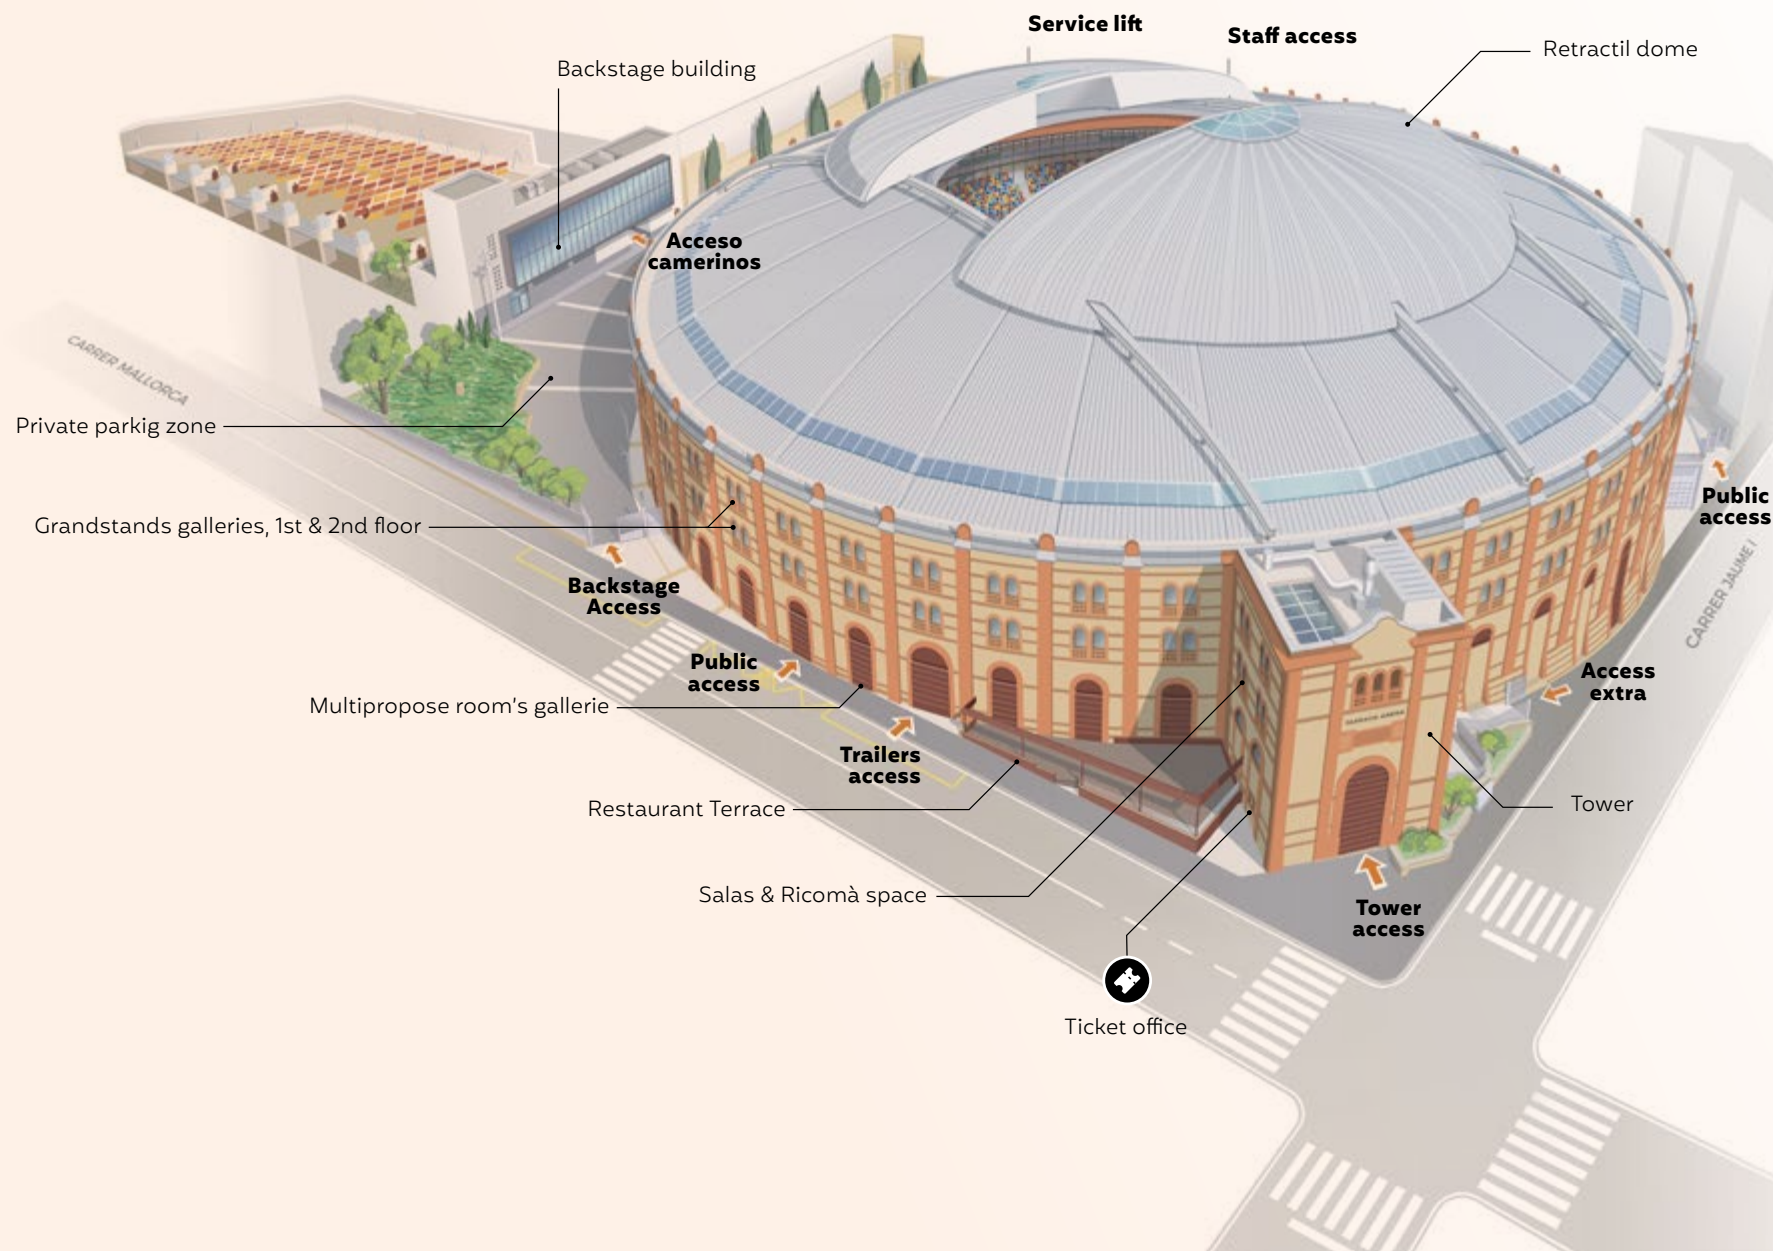 Service lift
Staff access
Retractil dome
Backstage building
Acceso
camerinos
CARRER MALLORCA
Private parkig zone
Public
access
Grandstands galleries, 1st & 2nd floor
CARRER JAUME I
Backstage
Access
Public
access
Access
extra
Multipropose room's gallerie
TARRACO ARENA
Trailers
access
Restaurant Terrace
Tower
Salas & Ricomà space
Tower
access
Ticket office